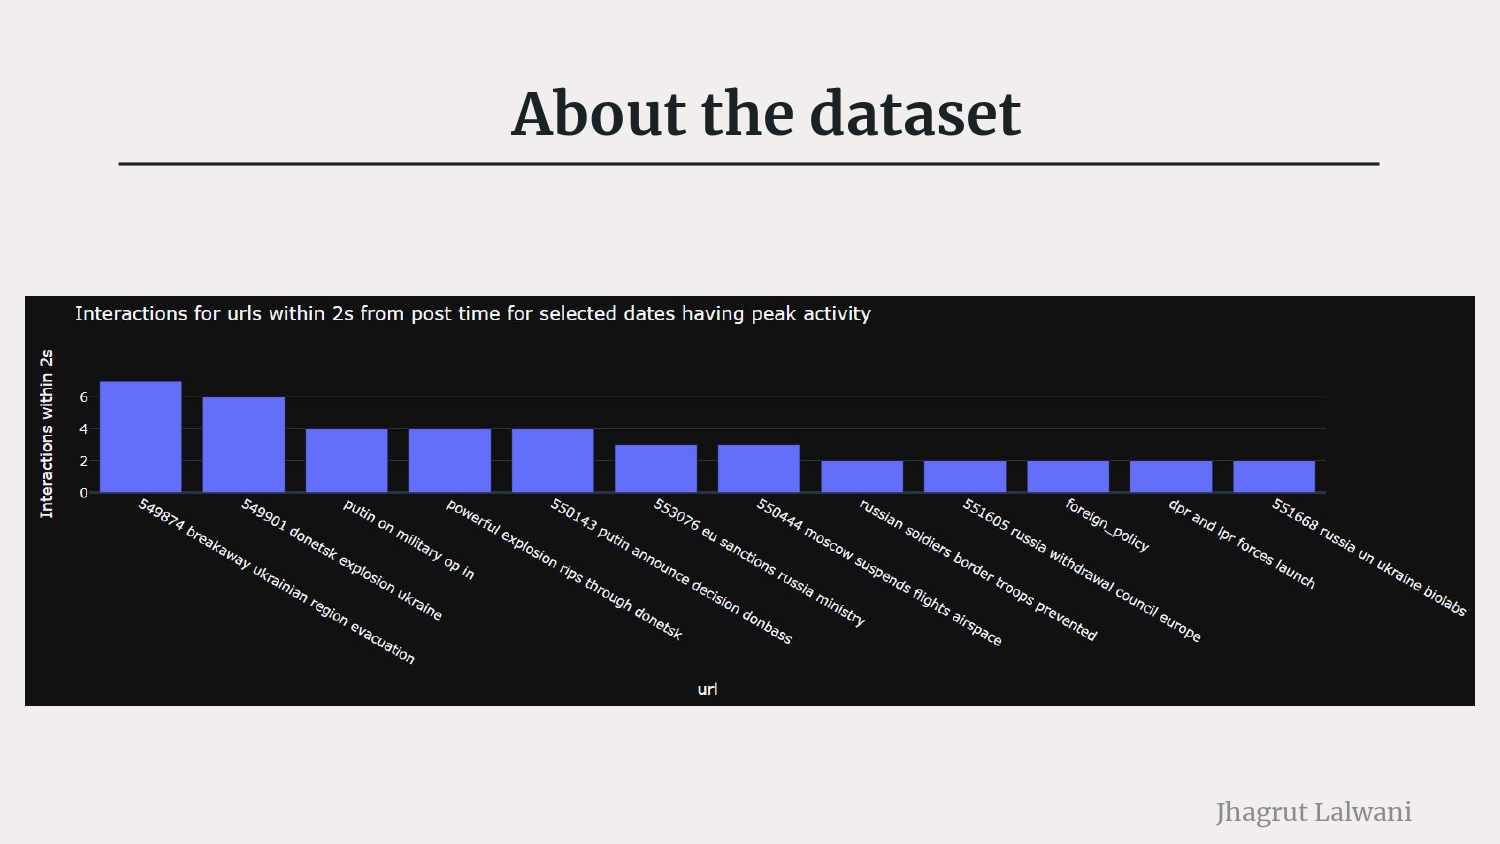 About the dataset
Interactions for urls within 2s from post time for selected dates having peak activity
Interactions within 2s
6
4
2
0
549874 breakaway ukrainian region evacuation
549901 donetsk explosion ukraine
putin on military op in
powerful explosion rips through donetsk
550143 putin announce decision donbass
553076 eu sanctions russia ministry
550444 moscow suspends flights airspace
russian soldiers border troops prevented
551605 russia withdrawal council europe
foreign_policy
dpr and lpr forces launch
551668 russia un ukraine biolabs
url
Jhagrut Lalwani